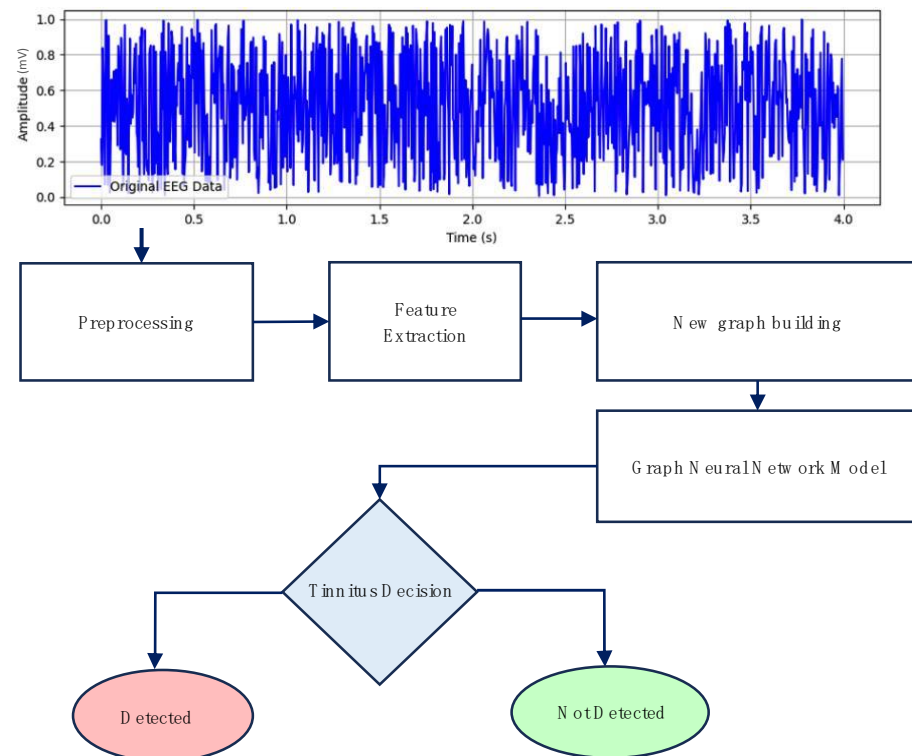 1.0
0.8
0.6
0.4
0.2
0.0
Amplitude (mV)
Original EEG Data
0.0 0.5 1.0 1.5 2.0 2.5 3.0 3.5 4.0
Time (s)
Preprocessing
Feature
Extraction
New graph building
Graph Neural Network Model
Tinnitus Decision
Detected
Not Detected